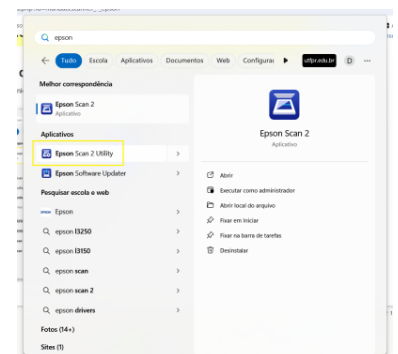 epson
Tudo Escola Aplicativos Documentos Web Configuraç utfpr.edu.br D ...
Melhor correspondência
Epson Scan 2
Aplicativo
Aplicativos
Epson Scan 2 Utility
Epson Software Updater
Pesquisar escola e web
EPSON Epson
epson l3250
epson l3150
epson scan
epson scan 2
epson drivers
Fotos (14+)
Sites (1)
Epson Scan 2
Aplicativo
Abrir
Executar como administrador
Abrir local do arquivo
Fixar em Iniciar
Fixar na barra de tarefas
Desinstalar